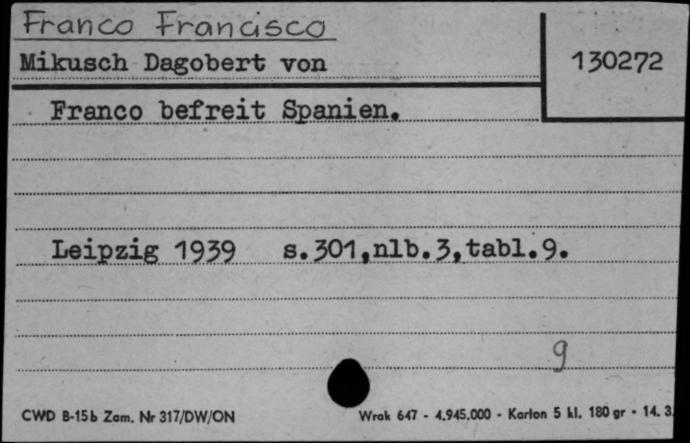 Franco Francisco
Mikusch Dagobert von
130272
Franco befreit Spanien.
Leipzig 1939 s.301,nlb.3,tabl.9.
9
CWD B-15b Zam. Nr 317/DW/ON
Wrak 647 - 4.945.000 - Karton 5 kl. 180 gr - 14. 3.